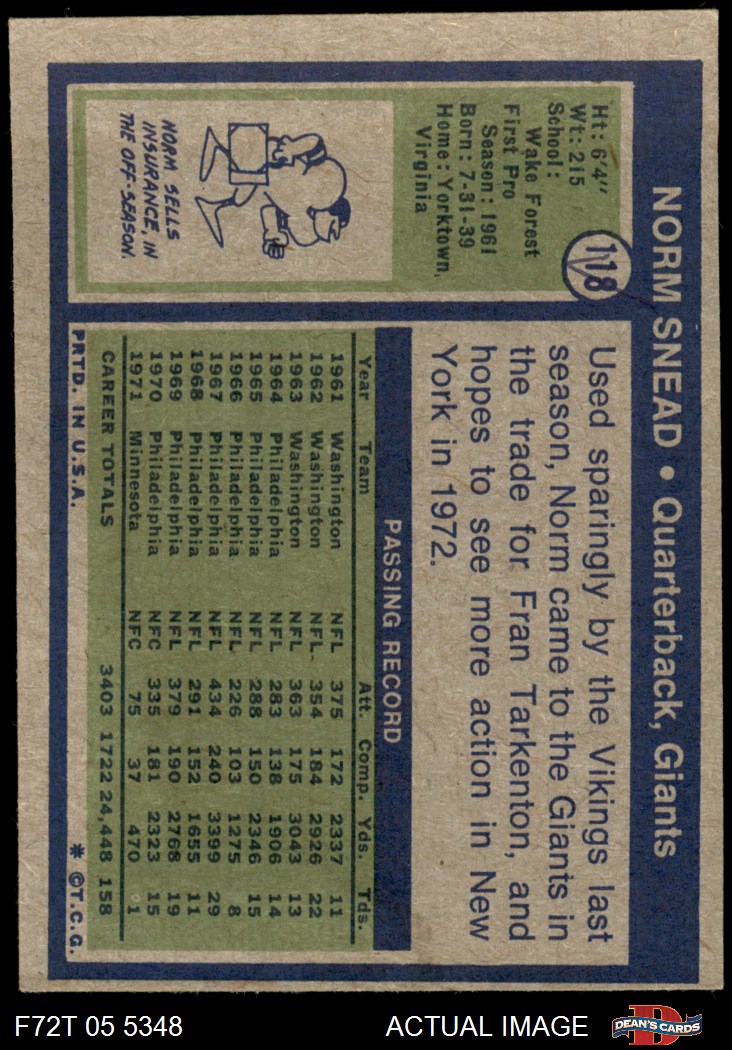 NORM SNEAD • Quarterback, Giants
118
Ht: 6'4"
Wt: 215
School:
Wake Forest
First Pro
Season: 1961
Born: 7-31-39
Home: Yorktown,
Virginia
NORM SELLS
INSURANCE, IN
THE OFF-SEASON.
Used sparingly by the Vikings last
season, Norm came to the Giants in
the trade for Fran Tarkenton, and
hopes to see more action in New
York in 1972.
PASSING RECORD
Year Team Att. Comp. Yds. Tds.
1961 Washington NFL 375 172 2337 11
1962 Washington NFL 354 184 2926 22
1963 Washington NFL 363 175 3043 13
1964 Philadelphia NFL 283 138 1906 14
1965 Philadelphia NFL 288 150 2346 15
1966 Philadelphia NFL 226 103 1275 8
1967 Philadelphia NFL 434 240 3399 29
1968 Philadelphia NFL 291 152 1655 11
1969 Philadelphia NFL 379 190 2768 19
1970 Philadelphia NFC 335 181 2323 15
1971 Minnesota NFC 75 37 470 1
CAREER TOTALS 3403 1722 24,448 158
PRTD. IN U.S.A. * ©T.C.G.
F72T 05 5348 ACTUAL IMAGE D DEAN'S CARDS